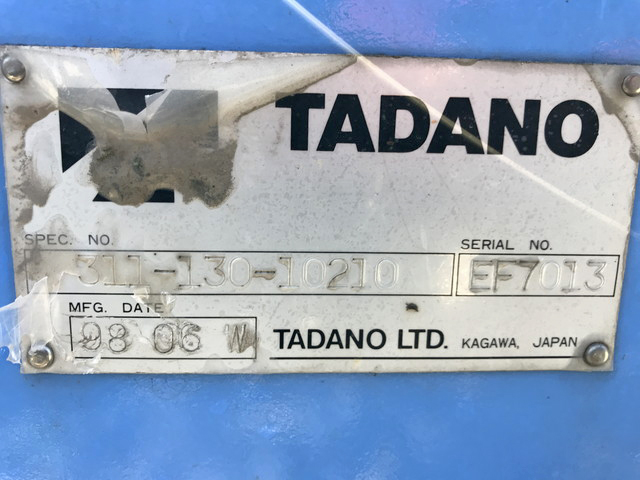 TADANO
SPEC. NO.
311-130-10210
SERIAL NO.
EF7013
MFG. DATE
98 06 W
TADANO LTD. KAGAWA, JAPAN